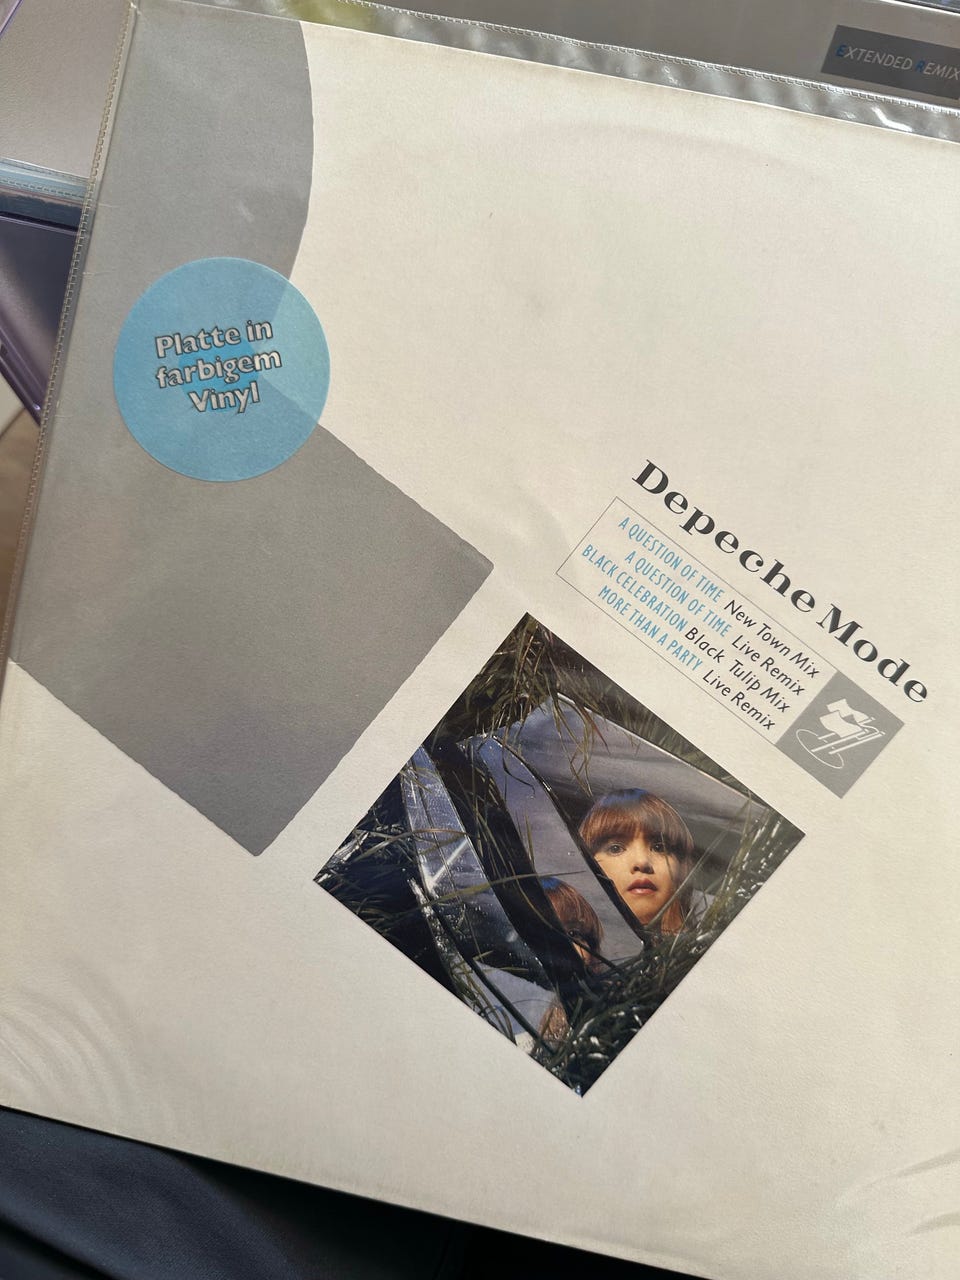 EXTENDED REMIX
Platte in
farbigem
Vinyl
Depeche Mode
A QUESTION OF TIME New Town Mix
A QUESTION OF TIME Live Remix
BLACK CELEBRATION Black Tulip Mix
MORE THAN A PARTY Live Remix